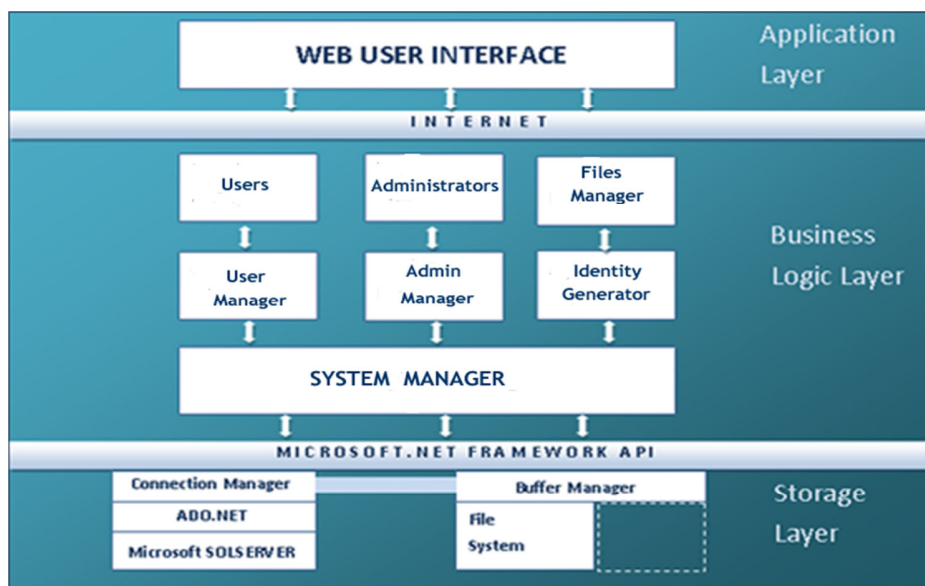 WEB USER INTERFACE
Application
Layer
INTERNET
Users
Administrators
Files
Manager
Business
Logic Layer
User
Manager
Admin
Manager
Identity
Generator
SYSTEM MANAGER
MICROSOFT.NET FRAMEWORK API
Connection Manager
ADO.NET
Microsoft SOLSERVER
Buffer Manager
File
System
Storage
Layer